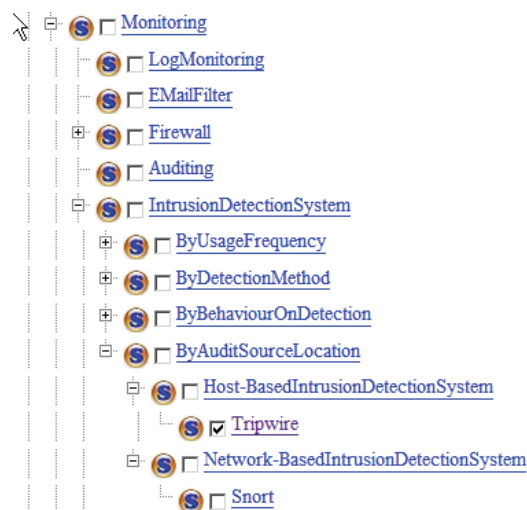 Monitoring
LogMonitoring
EMailFilter
Firewall
Auditing
IntrusionDetectionSystem
ByUsageFrequency
ByDetectionMethod
ByBehaviourOnDetection
ByAuditSourceLocation
Host-BasedIntrusionDetectionSystem
Tripwire
Network-BasedIntrusionDetectionSystem
Snort